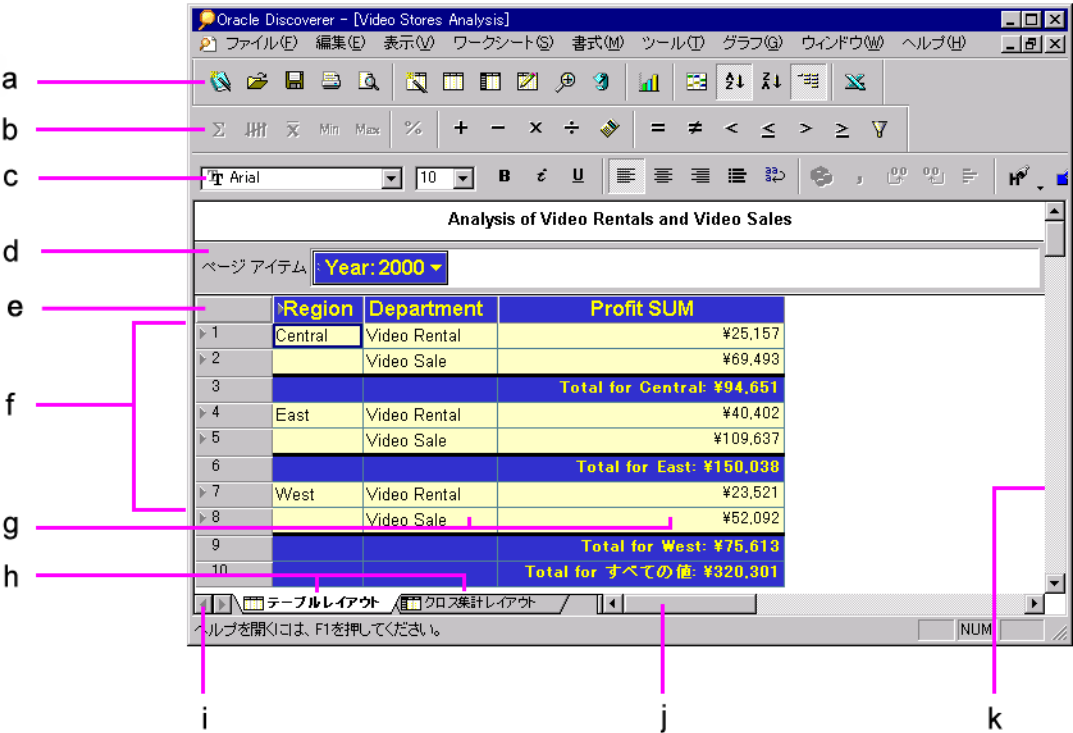 Oracle Discoverer - [Video Stores Analysis]
ファイル(F) 編集(E) 表示(V) ワークシート(S) 書式(M) ツール(T) グラフ(G) ウィンドウ(W) ヘルプ(H)
a
b
Σ x Min Max % + − × ÷ = ≠ < ≤ > ≥
c
Arial 10 B i U
Analysis of Video Rentals and Video Sales
d
ページ アイテム Year: 2000
e
Region Department Profit SUM
1 Central Video Rental ¥25,157
2 Video Sale ¥69,493
3 Total for Central: ¥94,651
f
4 East Video Rental ¥40,402
5 Video Sale ¥109,637
6 Total for East: ¥150,038
7 West Video Rental ¥23,521
g
8 Video Sale ¥52,092
9 Total for West: ¥75,613
h
10 Total for すべての値: ¥320,301
テーブルレイアウト クロス集計レイアウト
ヘルプを開くには、F1を押してください。 NUM
i j k